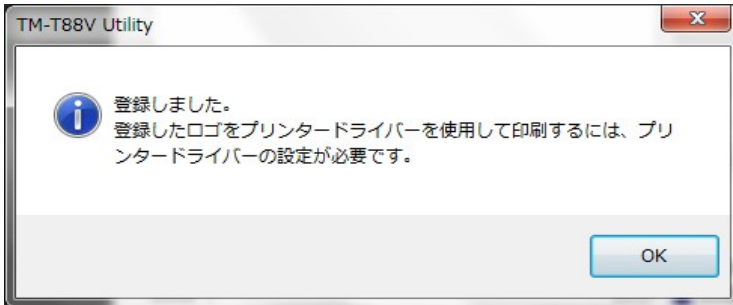 TM-T88V Utility
登録しました。
登録したロゴをプリンタードライバーを使用して印刷するには、プリ
ンタードライバーの設定が必要です。
OK